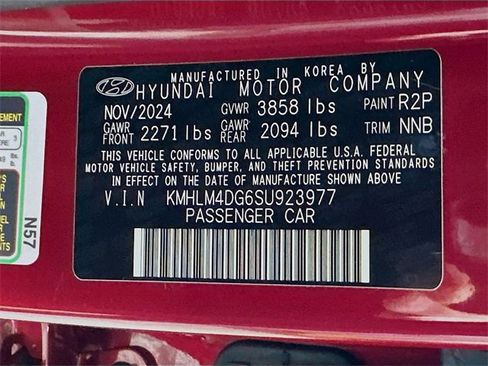 MANUFACTURED IN KOREA BY
HYUNDAI MOTOR COMPANY
NOV/2024 GVWR 3858 lbs PAINT R2P
GAWR FRONT 2271 lbs GAWR REAR 2094 lbs TRIM NNB
THIS VEHICLE CONFORMS TO ALL APPLICABLE U.S.A. FEDERAL
MOTOR VEHICLE SAFETY, BUMPER, AND THEFT PREVENTION STANDARDS
IN EFFECT ON THE DATE OF MANUFACTURE SHOWN ABOVE.
V.I.N KMHLM4DG6SU923977
PASSENGER CAR
N57